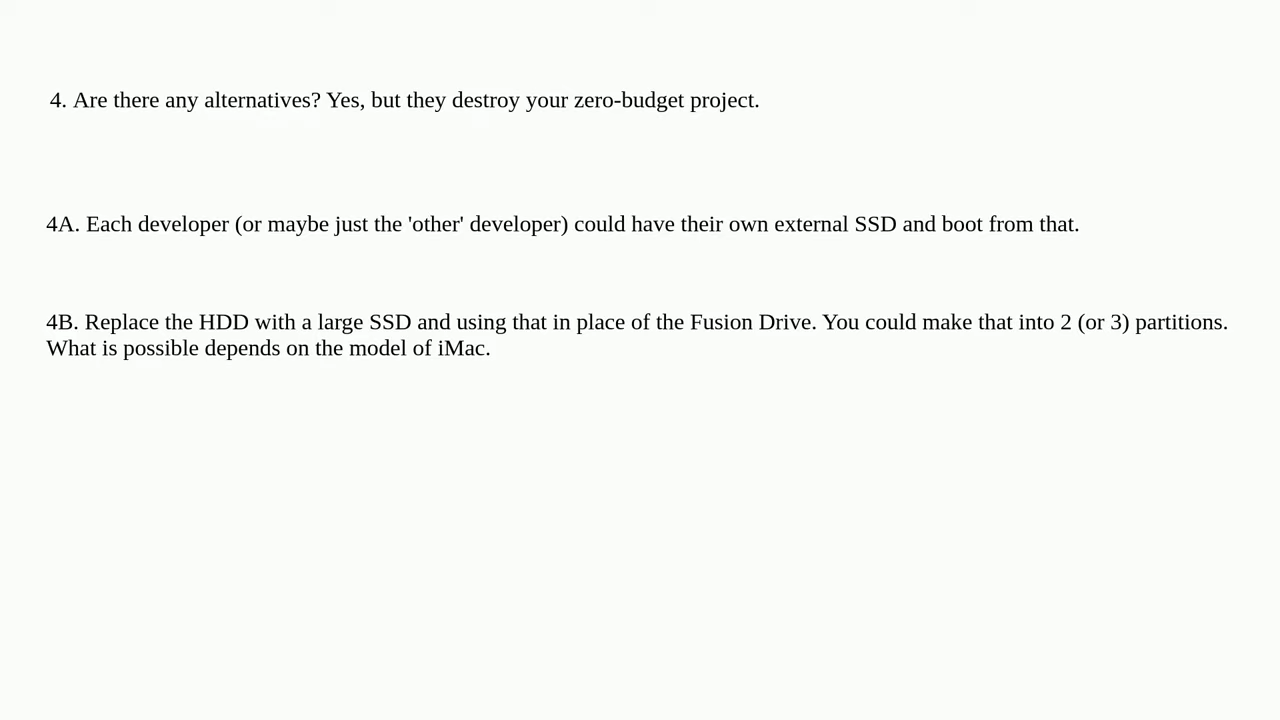 4. Are there any alternatives? Yes, but they destroy your zero-budget project.
4A. Each developer (or maybe just the 'other' developer) could have their own external SSD and boot from that.
4B. Replace the HDD with a large SSD and using that in place of the Fusion Drive. You could make that into 2 (or 3) partitions.
What is possible depends on the model of iMac.